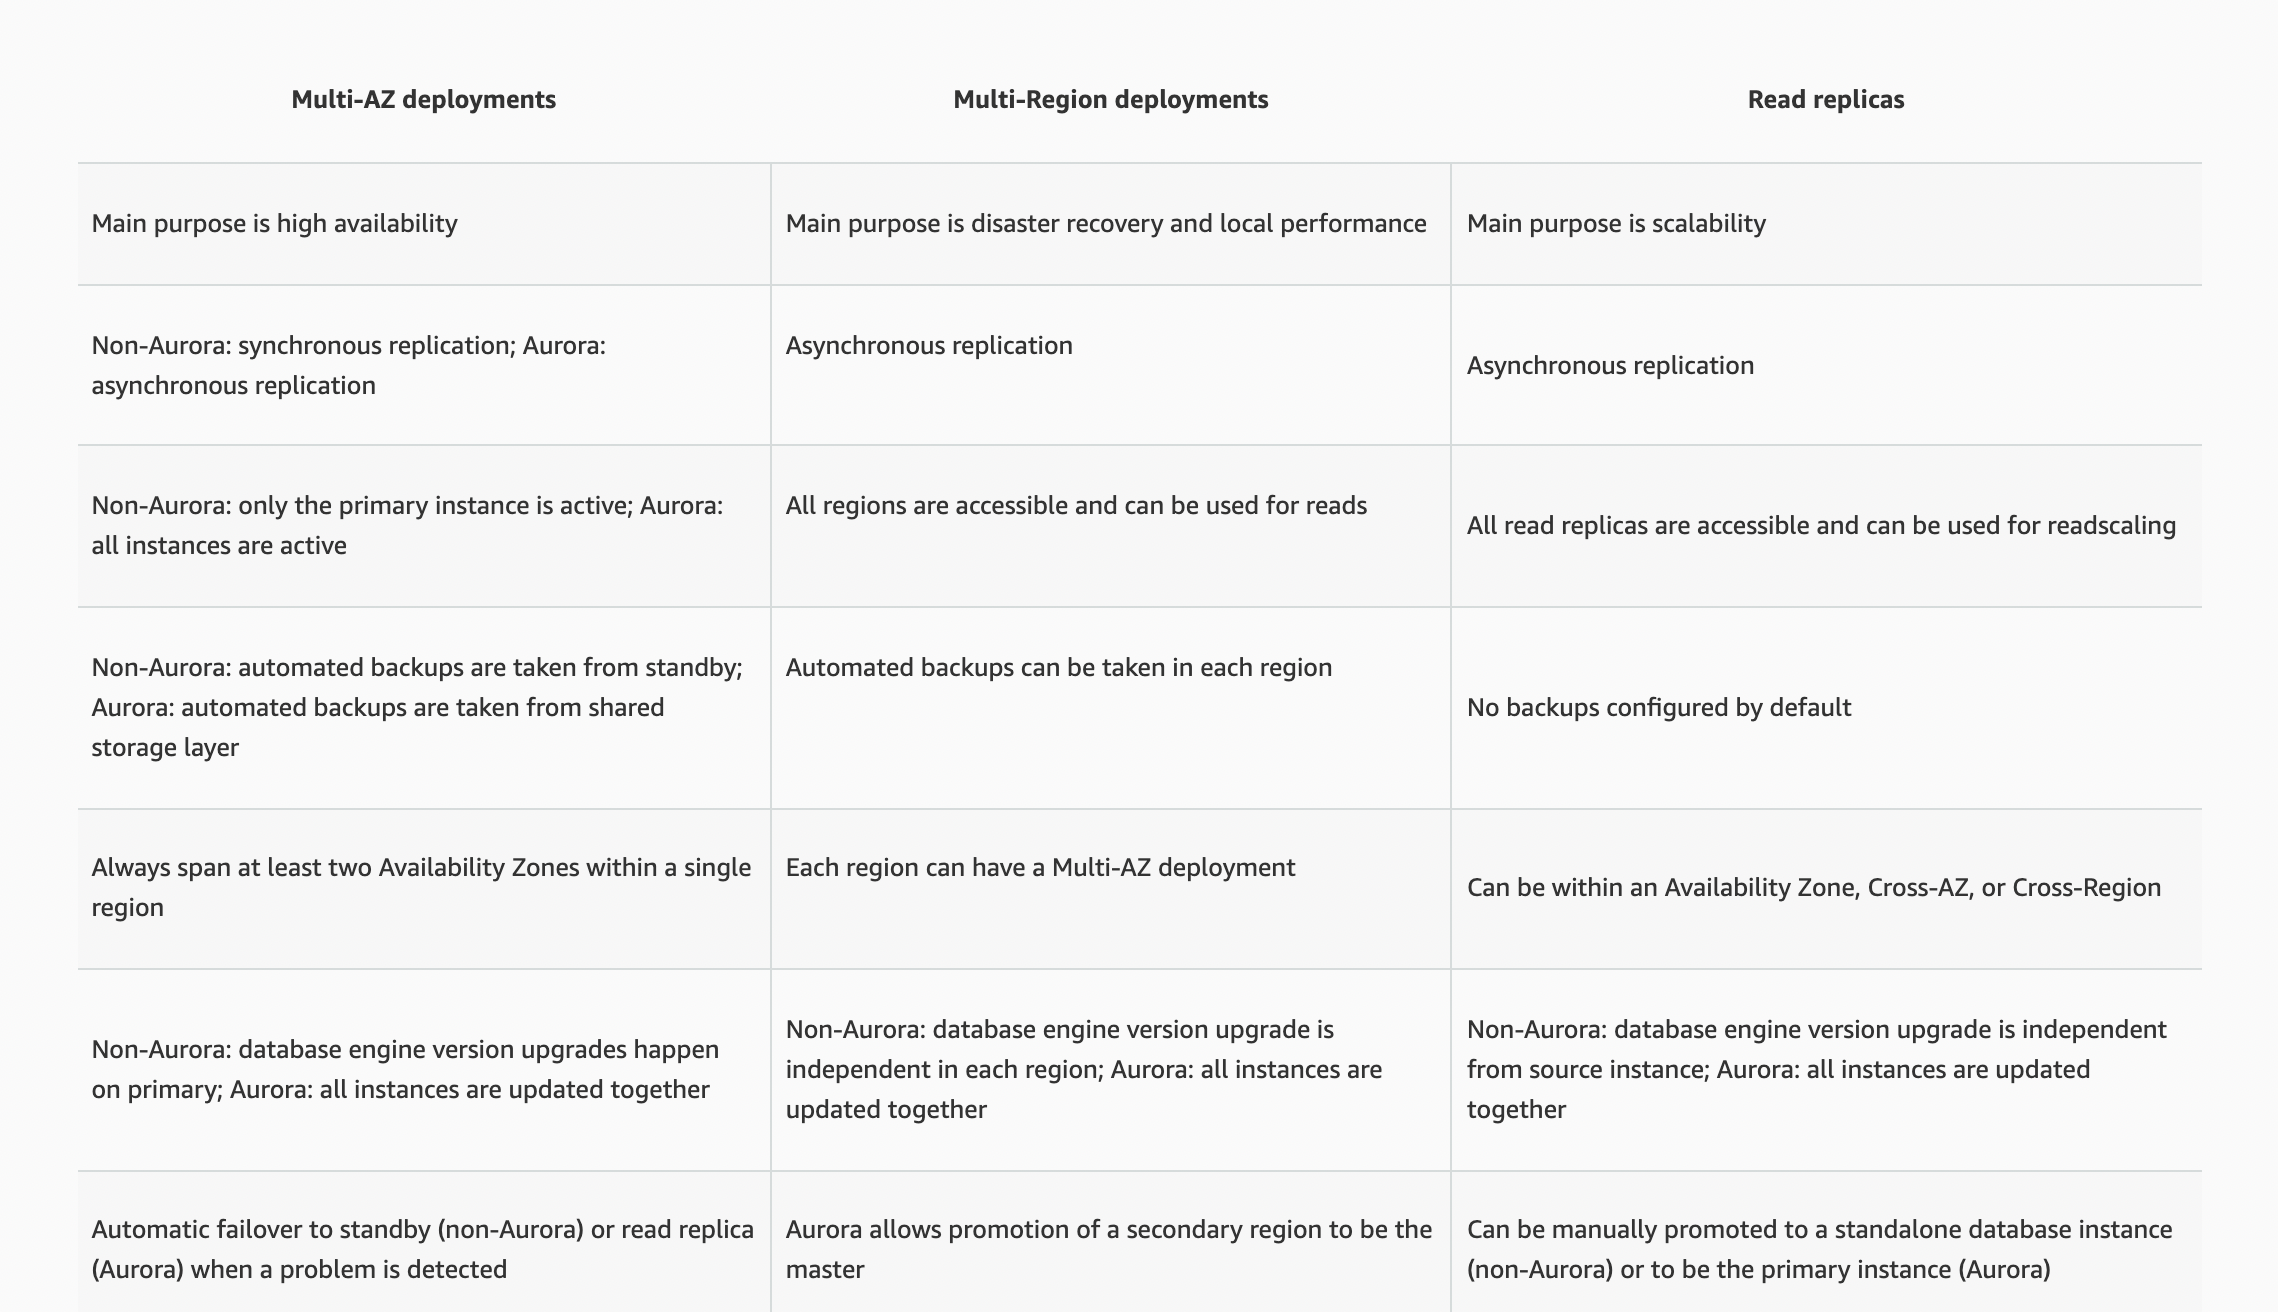 Multi-AZ deployments
Multi-Region deployments
Read replicas
Main purpose is high availability
Main purpose is disaster recovery and local performance
Main purpose is scalability
Non-Aurora: synchronous replication; Aurora:
asynchronous replication
Asynchronous replication
Asynchronous replication
Non-Aurora: only the primary instance is active; Aurora:
all instances are active
All regions are accessible and can be used for reads
All read replicas are accessible and can be used for readscaling
Non-Aurora: automated backups are taken from standby;
Aurora: automated backups are taken from shared
storage layer
Automated backups can be taken in each region
No backups configured by default
Always span at least two Availability Zones within a single
region
Each region can have a Multi-AZ deployment
Can be within an Availability Zone, Cross-AZ, or Cross-Region
Non-Aurora: database engine version upgrades happen
on primary; Aurora: all instances are updated together
Non-Aurora: database engine version upgrade is
independent in each region; Aurora: all instances are
updated together
Non-Aurora: database engine version upgrade is independent
from source instance; Aurora: all instances are updated
together
Automatic failover to standby (non-Aurora) or read replica
(Aurora) when a problem is detected
Aurora allows promotion of a secondary region to be the
master
Can be manually promoted to a standalone database instance
(non-Aurora) or to be the primary instance (Aurora)